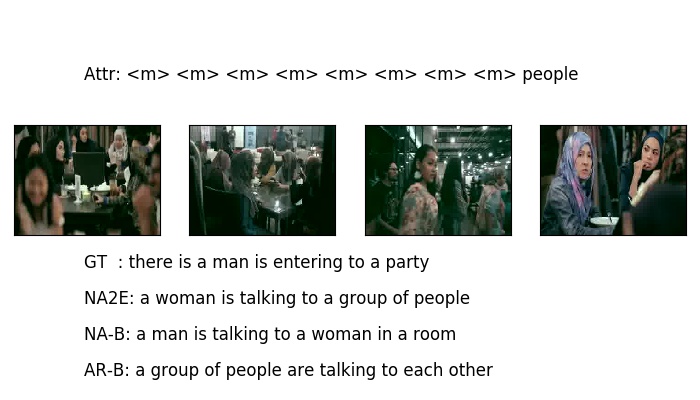 Attr: <m> <m> <m> <m> <m> <m> <m> <m> people
GT : there is a man is entering to a party
NA2E: a woman is talking to a group of people
NA-B: a man is talking to a woman in a room
AR-B: a group of people are talking to each other